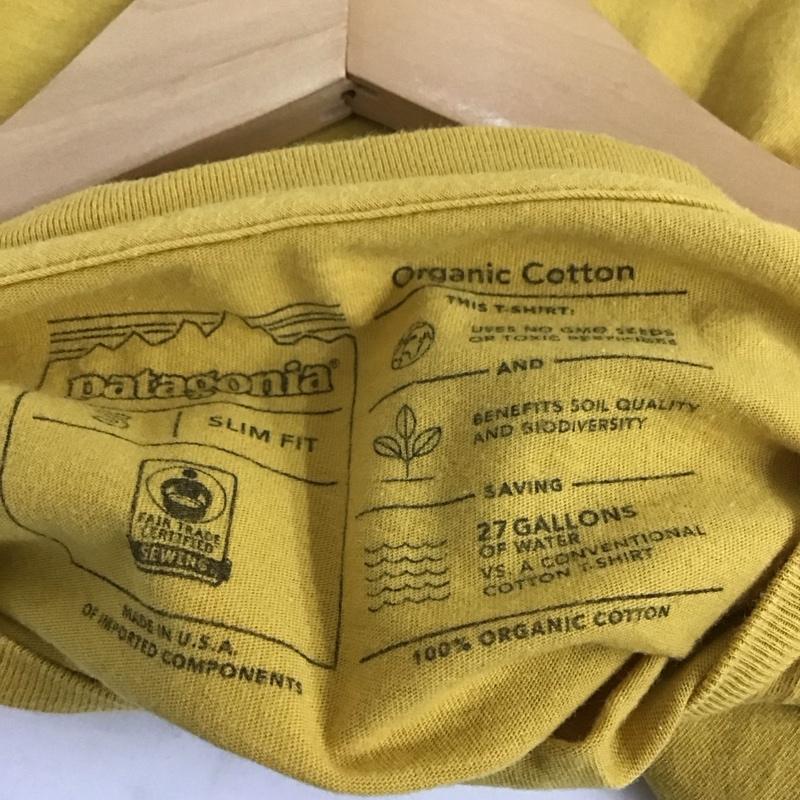 patagonia®
S | SLIM FIT
FAIR TRADE
CERTIFIED
SEWING
MADE IN U.S.A.
OF IMPORTED COMPONENTS
Organic Cotton
THIS T-SHIRT:
USES NO GMO SEEDS
OR TOXIC PESTICIDES
AND
BENEFITS SOIL QUALITY
AND BIODIVERSITY
SAVING
27 GALLONS
OF WATER
VS. A CONVENTIONAL
COTTON T-SHIRT
100% ORGANIC COTTON